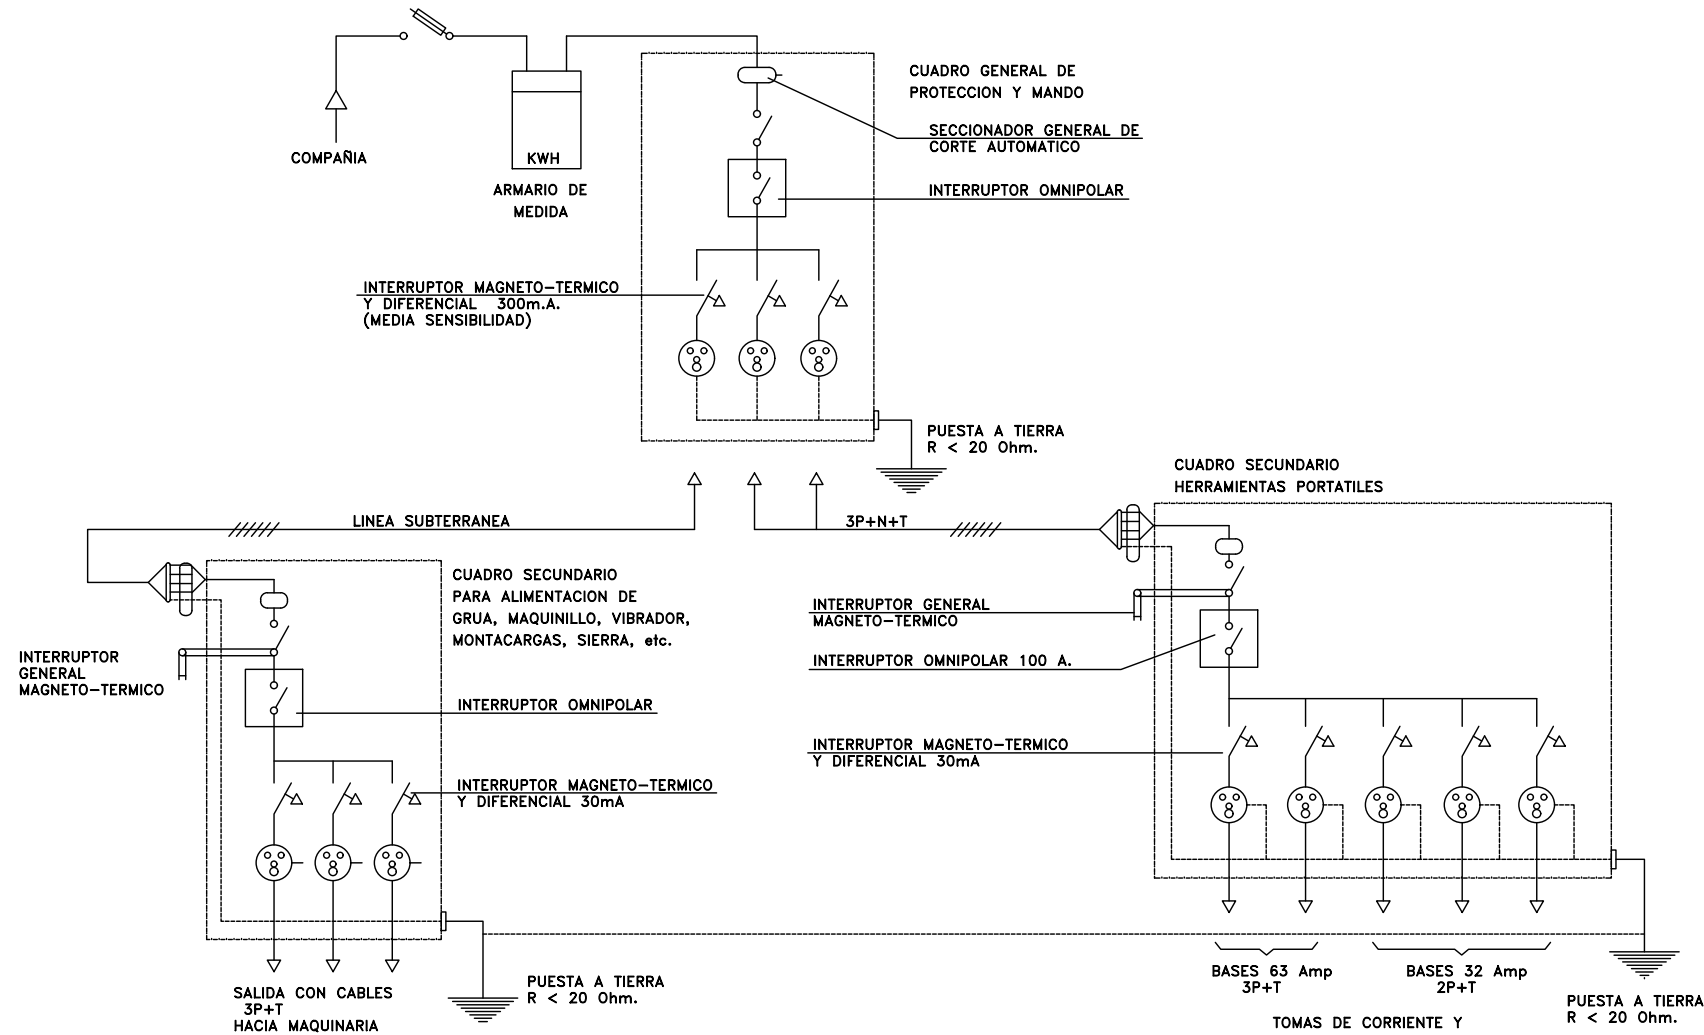 COMPAÑIA
KWH
ARMARIO DE
MEDIDA
CUADRO GENERAL DE
PROTECCION Y MANDO
SECCIONADOR GENERAL DE
CORTE AUTOMATICO
INTERRUPTOR OMNIPOLAR
INTERRUPTOR MAGNETO-TERMICO
Y DIFERENCIAL 300m.A.
(MEDIA SENSIBILIDAD)
PUESTA A TIERRA
R < 20 Ohm.
LINEA SUBTERRANEA
3P+N+T
CUADRO SECUNDARIO
HERRAMIENTAS PORTATILES
CUADRO SECUNDARIO
PARA ALIMENTACION DE
GRUA, MAQUINILLO, VIBRADOR,
MONTACARGAS, SIERRA, etc.
INTERRUPTOR
GENERAL
MAGNETO-TERMICO
INTERRUPTOR OMNIPOLAR
INTERRUPTOR MAGNETO-TERMICO
Y DIFERENCIAL 30mA
SALIDA CON CABLES
3P+T
HACIA MAQUINARIA
PUESTA A TIERRA
R < 20 Ohm.
INTERRUPTOR GENERAL
MAGNETO-TERMICO
INTERRUPTOR OMNIPOLAR 100 A.
INTERRUPTOR MAGNETO-TERMICO
Y DIFERENCIAL 30mA
BASES 63 Amp
3P+T
BASES 32 Amp
2P+T
TOMAS DE CORRIENTE Y
PUESTA A TIERRA
R < 20 Ohm.